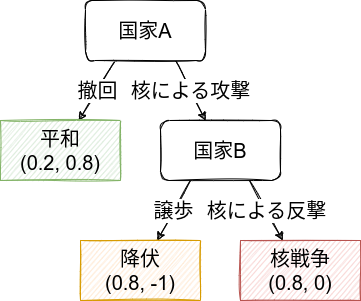 国家A
撤回
核による攻撃
平和
(0.2, 0.8)
国家B
譲歩
核による反撃
降伏
(0.8, -1)
核戦争
(0.8, 0)